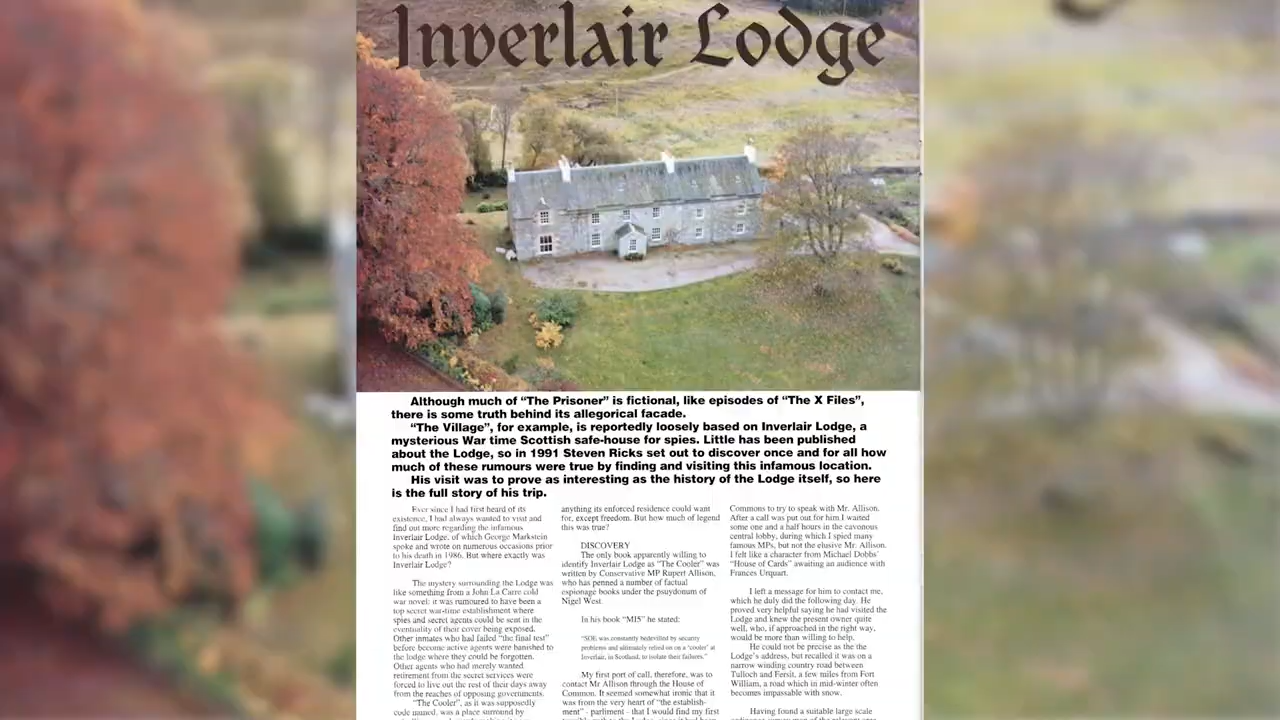 Inverlair Lodge
Although much of “The Prisoner” is fictional, like episodes of “The X Files”,
there is some truth behind its allegorical facade.
“The Village”, for example, is reportedly loosely based on Inverlair Lodge, a
mysterious War time Scottish safe-house for spies. Little has been published
about the Lodge, so in 1991 Steven Ricks set out to discover once and for all how
much of these rumours were true by finding and visiting this infamous location.
His visit was to prove as interesting as the history of the Lodge itself, so here
is the full story of his trip.
Ever since I had first heard of its
existence, I had always wanted to visit and
find out more regarding the infamous
Inverlair Lodge, of which George Markstein
spoke and wrote on numerous occasions prior
to his death in 1986. But where exactly was
Inverlair Lodge?
The mystery surrounding the Lodge was
like something from a John La Carre cold
war novel: it was rumoured to have been a
top secret war-time establishment where
spies and secret agents could be sent in the
eventuality of their cover being exposed.
Other inmates who had failed “the final test”
before become active agents were banished to
the lodge where they could be forgotten.
Other agents who had merely wanted
retirement from the secret services were
forced to live out the rest of their days away
from the reaches of opposing governments.
“The Cooler”, as it was supposedly
code named, was a place surround by
anything its enforced residence could want
for, except freedom. But how much of legend
this was true?
DISCOVERY
The only book apparently willing to
identify Inverlair Lodge as “The Cooler” was
written by Conservative MP Rupert Allison,
who has penned a number of factual
espionage books under the psuydonum of
Nigel West.
In his book “MI5” he stated:
“SOE was constantly bedevilled by security
problems and ultimately relied on on a ‘cooler’ at
Inverlair, in Scotland, to isolate their failures.”
My first port of call, therefore, was to
contact Mr Allison through the House of
Common. It seemed somewhat ironic that it
was from the very heart of “the establish-
ment” - parliment - that I would find my first
Commons to try to speak with Mr. Allison.
After a call was put out for him I waited
some one and a half hours in the cavonous
central lobby, during which I spied many
famous MPs, but not the elusive Mr. Allison.
I felt like a character from Michael Dobbs’
“House of Cards” awaiting an audience with
Frances Urquart.
I left a message for him to contact me,
which he duly did the following day. He
proved very helpful saying he had visited the
Lodge and knew the present owner quite
well, who, if approached in the right way,
would be more than willing to help.
He could not be precise as the the
Lodge’s address, but recalled it was on a
narrow winding country road between
Tulloch and Fersit, a few miles from Fort
William, a road which in mid-winter often
becomes impassable with snow.
Having found a suitable large scale